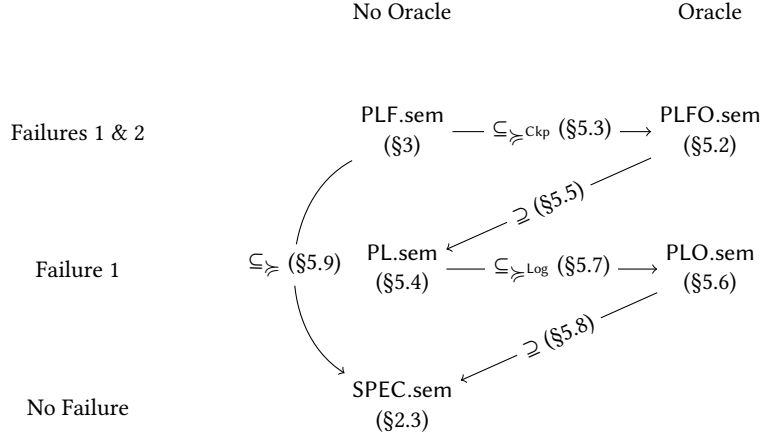 No Oracle Oracle
Failures 1 & 2
PLF.sem
(§3)
⊆≽Ckp (§5.3)
PLFO.sem
(§5.2)
⊇ (§5.5)
Failure 1
⊆≽ (§5.9)
PL.sem
(§5.4)
⊆≽Log (§5.7)
PLO.sem
(§5.6)
⊇ (§5.8)
No Failure
SPEC.sem
(§2.3)